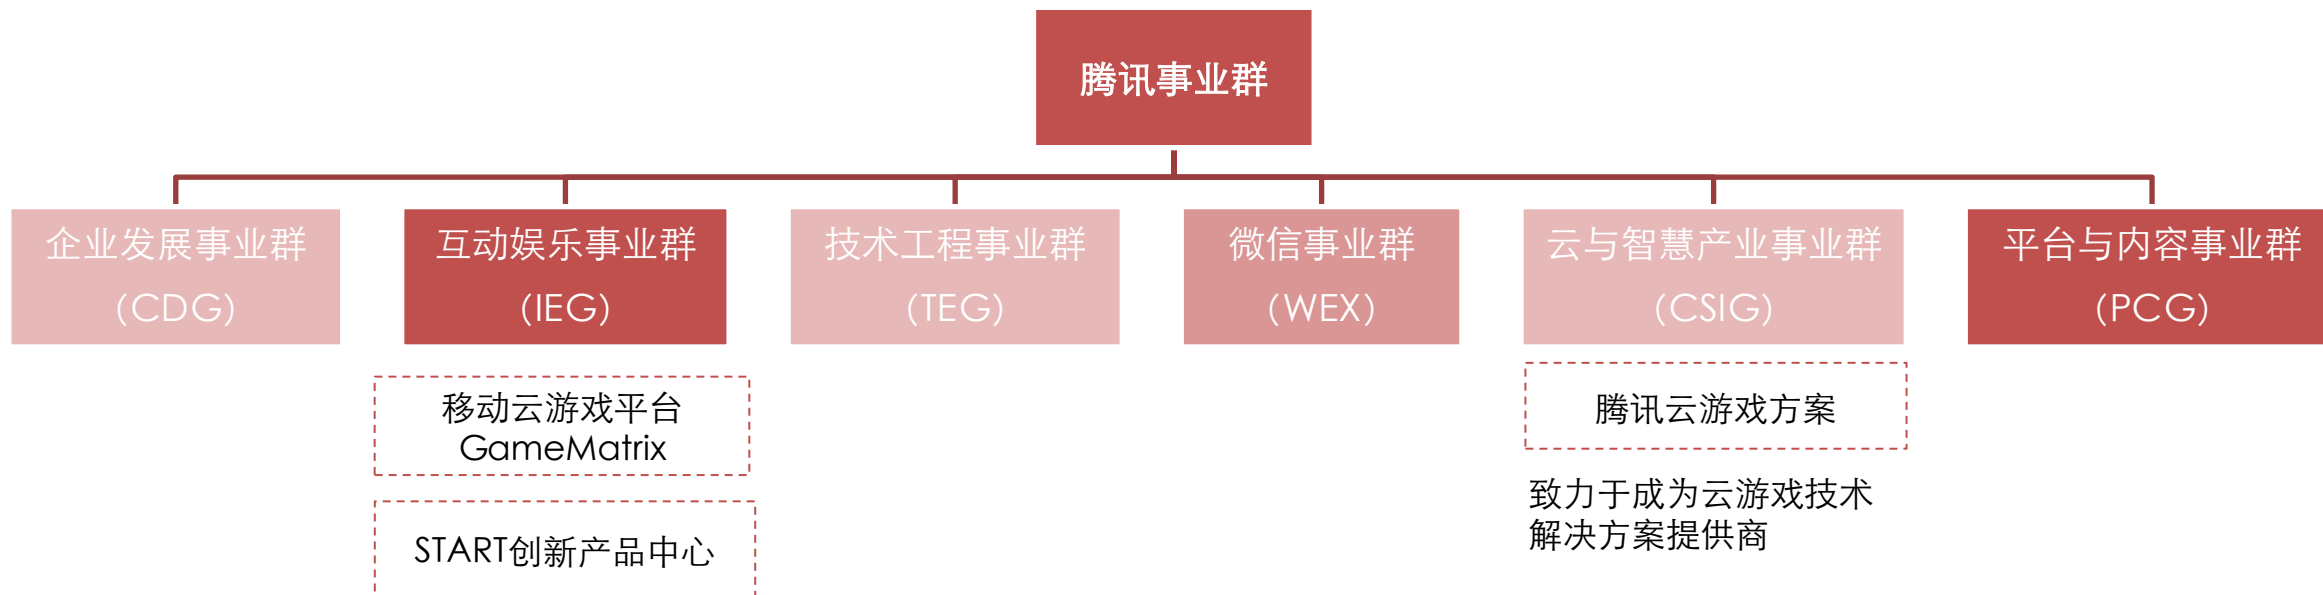 腾讯事业群
企业发展事业群
（CDG）
互动娱乐事业群
（IEG）
技术工程事业群
（TEG）
微信事业群
（WEX）
云与智慧产业事业群
（CSIG）
平台与内容事业群
（PCG）
移动云游戏平台
GameMatrix
START创新产品中心
腾讯云游戏方案
致力于成为云游戏技术
解决方案提供商